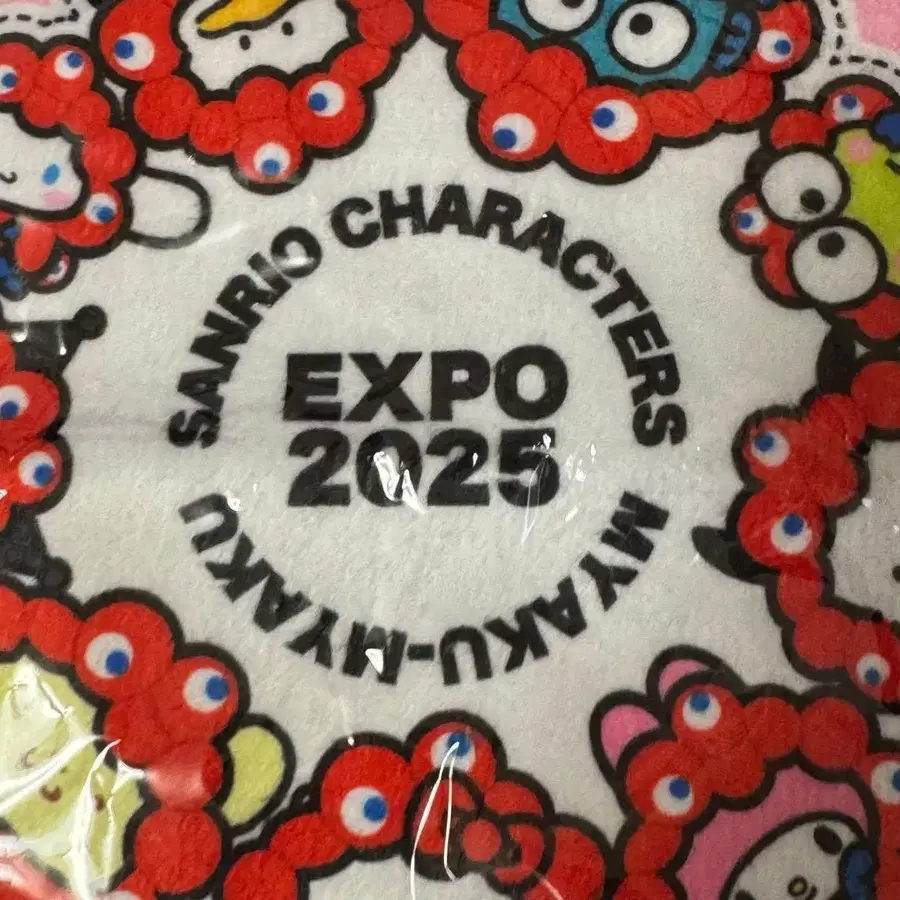 SANRIO CHARACTERS
EXPO
2025
MYAKU-MYAKU